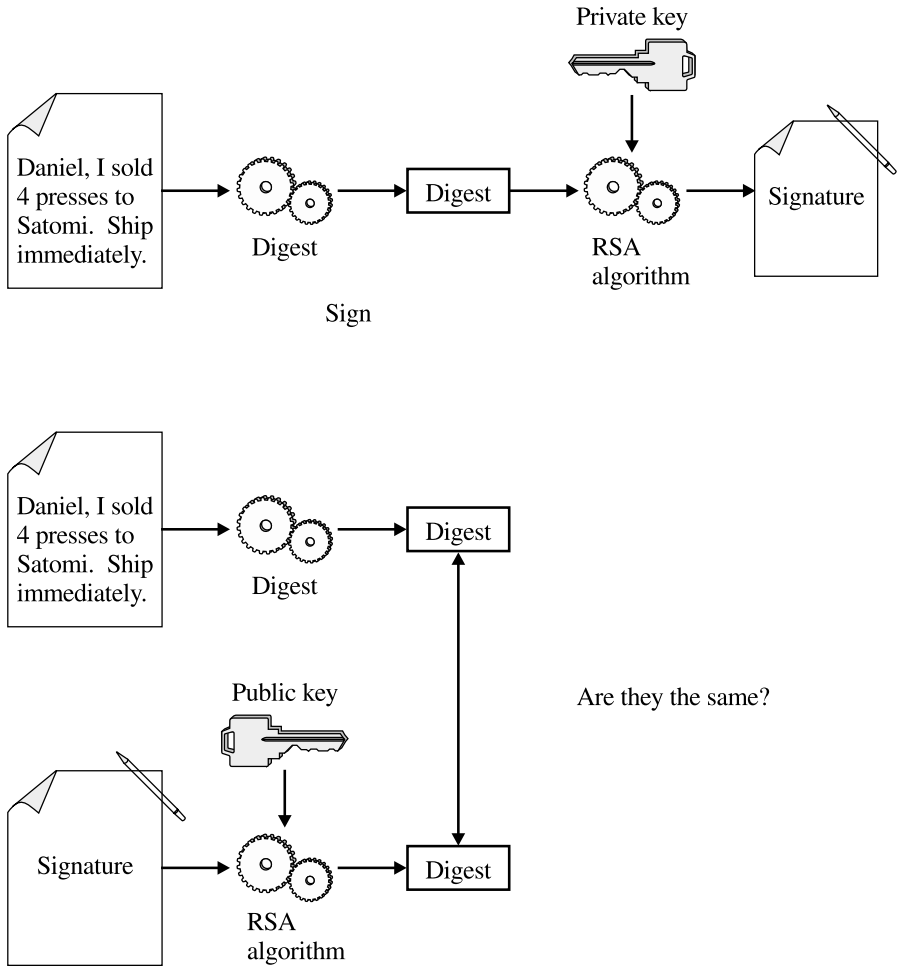 Private key
Daniel, I sold
4 presses to
Satomi. Ship
immediately.
Digest
Digest
RSA
algorithm
Signature
Sign
Daniel, I sold
4 presses to
Satomi. Ship
immediately.
Digest
Digest
Are they the same?
Public key
Signature
RSA
algorithm
Digest